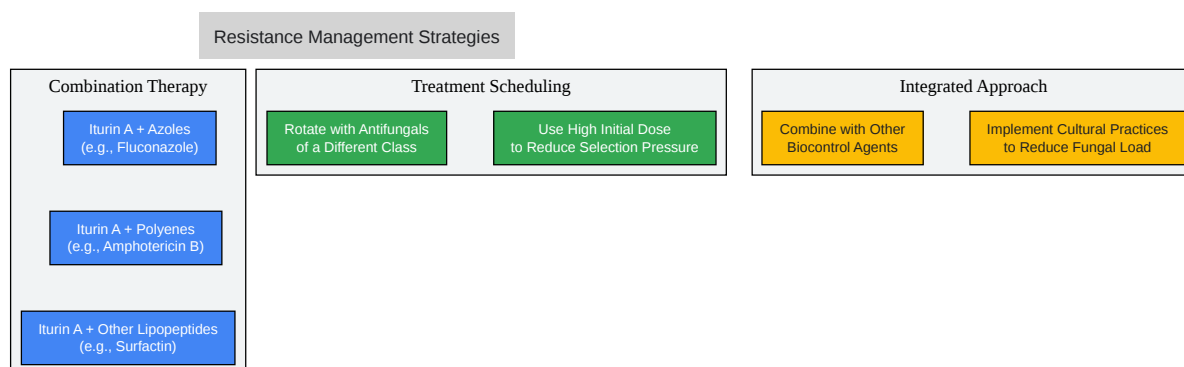 Resistance Management Strategies
Combination Therapy
Iturin A + Azoles
(e.g., Fluconazole)
Iturin A + Polyenes
(e.g., Amphotericin B)
Iturin A + Other Lipopeptides
(e.g., Surfactin)
Treatment Scheduling
Rotate with Antifungals
of a Different Class
Use High Initial Dose
to Reduce Selection Pressure
Integrated Approach
Combine with Other
Biocontrol Agents
Implement Cultural Practices
to Reduce Fungal Load